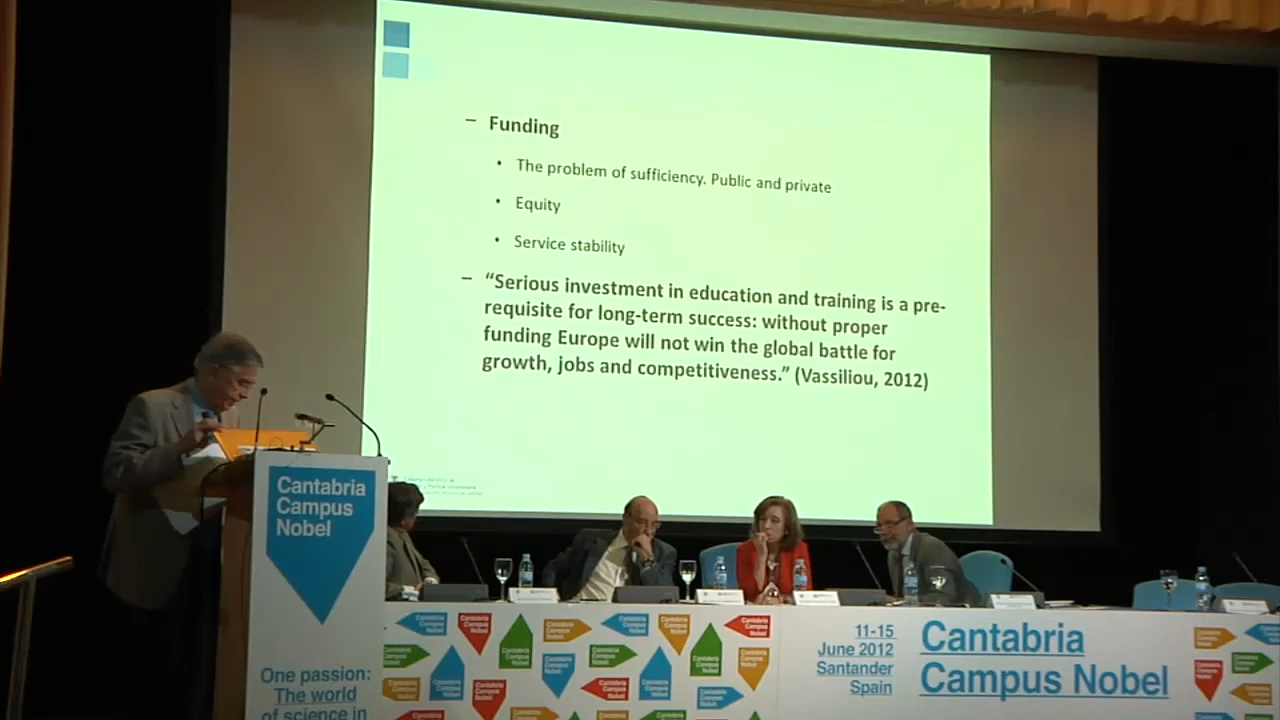 – Funding
• The problem of sufficiency. Public and private
• Equity
• Service stability
– “Serious investment in education and training is a pre-
requisite for long-term success: without proper
funding Europe will not win the global battle for
growth, jobs and competitiveness.” (Vassiliou, 2012)
Cantabria
Campus
Nobel
One passion:
The world
of science in
11-15
June 2012
Santander
Spain
Cantabria
Campus Nobel